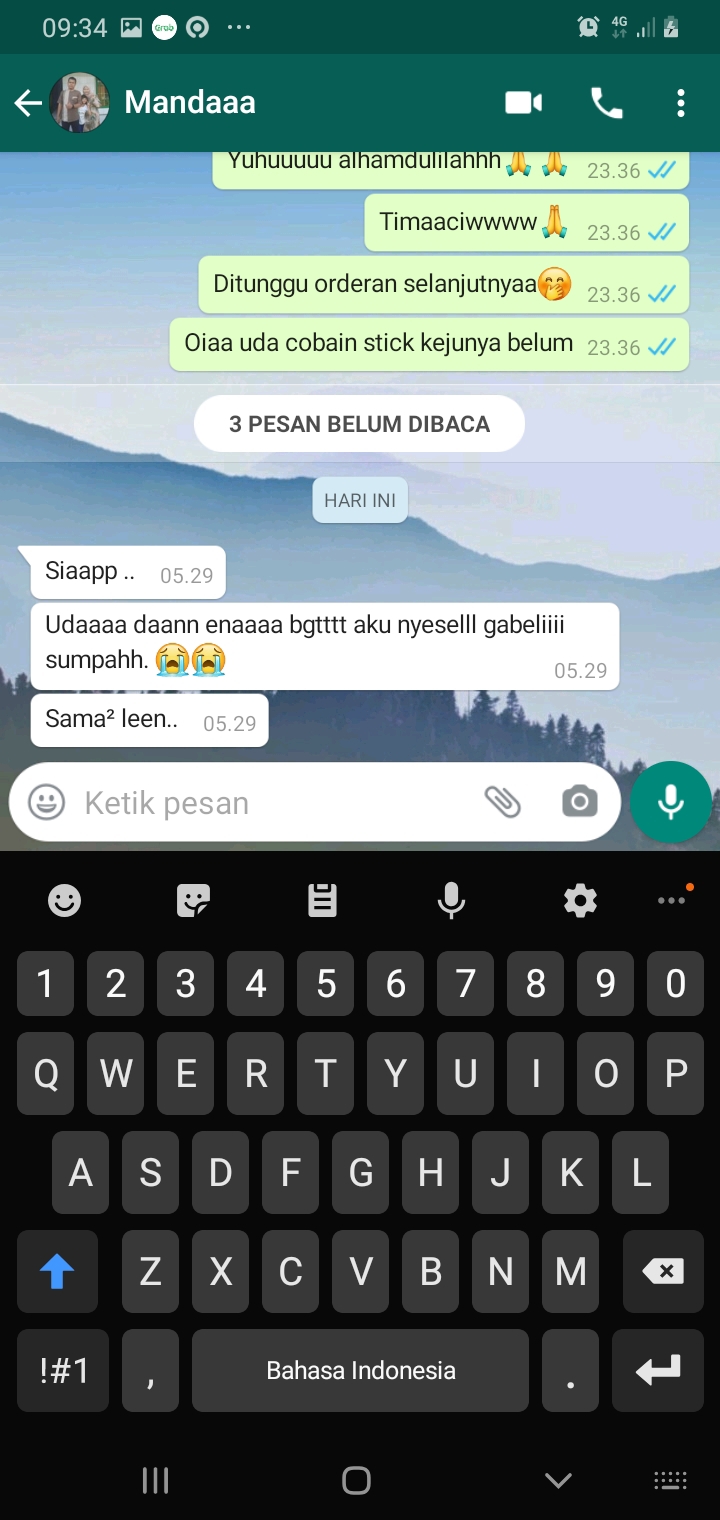 09:34
Grab
4G
Mandaaa
Yuhuuuuu alhamdulilahhh🙏 🙏 23.36
Timaaciwwww🙏 23.36
Ditunggu orderan selanjutnyaa🤭 23.36
Oiaa uda cobain stick kejunya belum 23.36
3 PESAN BELUM DIBACA
HARI INI
Siaapp .. 05.29
Udaaaa daann enaaaa bgtttt aku nyeselll gabeliiii
sumpahh. 😭😭 05.29
Sama² leen.. 05.29
Ketik pesan
1 2 3 4 5 6 7 8 9 0
Q W E R T Y U I O P
A S D F G H J K L
Z X C V B N M
!#1 , Bahasa Indonesia .